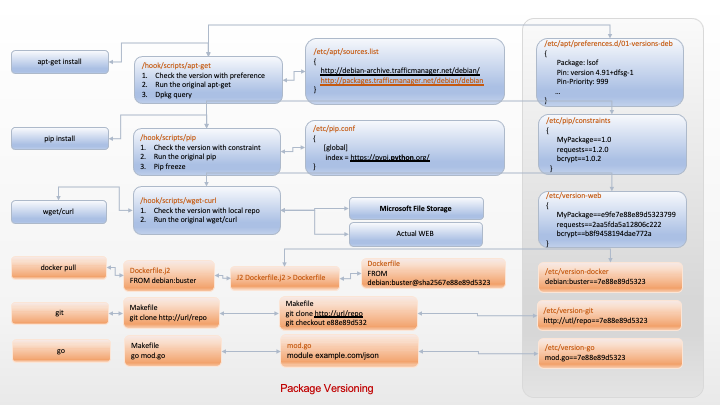 apt-get install
/hook/scripts/apt-get
1. Check the version with preference
2. Run the original apt-get
3. Dpkg query
/etc/apt/sources.list
{
http://debian-archive.trafficmanager.net/debian/
http://packages.trafficmanager.net/debian/debian
}
/etc/apt/preferences.d/01-versions-deb
{
Package: lsof
Pin: version 4.91+dfsg-1
Pin-Priority: 999
...
}
pip install
/hook/scripts/pip
1. Check the version with constraint
2. Run the original pip
3. Pip freeze
/etc/pip.conf
{
[global]
index = https://pypi.python.org/
}
/etc/pip/constraints
{
MyPackage==1.0
requests==1.2.0
bcrypt==1.0.2
}
wget/curl
/hook/scripts/wget-curl
1. Check the version with local repo
2. Run the original wget/curl
Microsoft File Storage
Actual WEB
/etc/version-web
{
MyPackage==e9fe7e88e89d5323799
requests==2aa5fda5a12806c222
bcrypt==b8f9458194dae772a
}
docker pull
Dockerfile.j2
FROM debian:buster
J2 Dockerfile.j2 > Dockerfile
Dockerfile
FROM
debian:buster@sha2567e88e89d5323
/etc/version-docker
debian:buster==7e88e89d5323
git
Makefile
git clone http://url/repo
Makefile
git clone http://url/repo
git checkout e88e89d532
/etc/version-git
http://utl/repo==7e88e89d5323
go
Makefile
go mod.go
mod.go
module example.com/json
/etc/version-go
mod.go==7e88e89d5323
Package Versioning